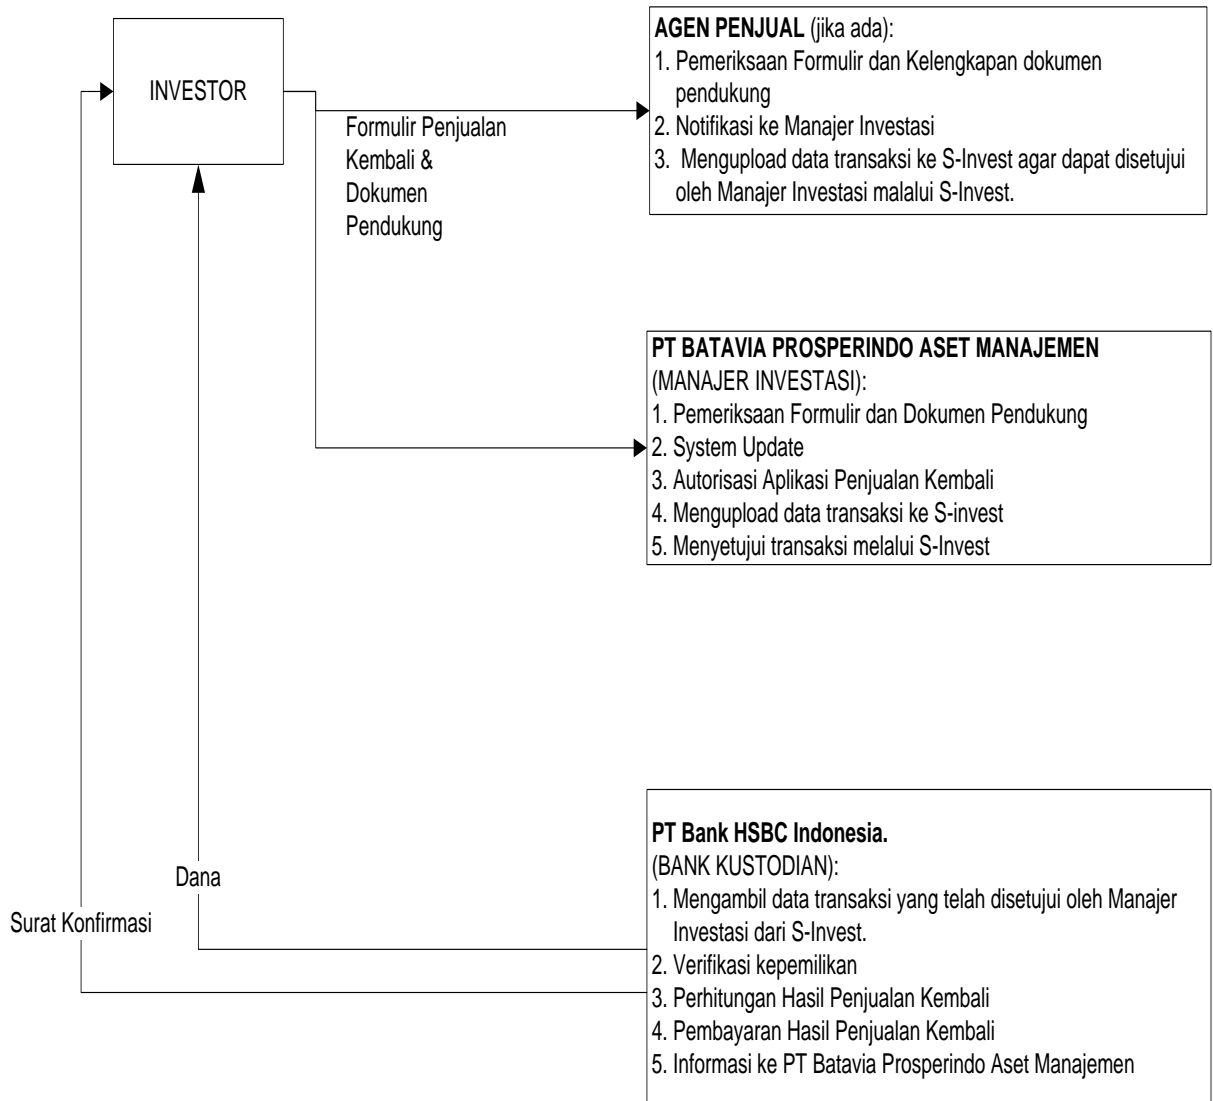 INVESTOR
Formulir Penjualan
Kembali &
Dokumen
Pendukung
AGEN PENJUAL (jika ada):
1. Pemeriksaan Formulir dan Kelengkapan dokumen
pendukung
2. Notifikasi ke Manajer Investasi
3. Mengupload data transaksi ke S-Invest agar dapat disetujui
oleh Manajer Investasi malalui S-Invest.
PT BATAVIA PROSPERINDO ASET MANAJEMEN
(MANAJER INVESTASI):
1. Pemeriksaan Formulir dan Dokumen Pendukung
2. System Update
3. Autorisasi Aplikasi Penjualan Kembali
4. Mengupload data transaksi ke S-invest
5. Menyetujui transaksi melalui S-Invest
PT Bank HSBC Indonesia.
(BANK KUSTODIAN):
1. Mengambil data transaksi yang telah disetujui oleh Manajer
Investasi dari S-Invest.
2. Verifikasi kepemilikan
3. Perhitungan Hasil Penjualan Kembali
4. Pembayaran Hasil Penjualan Kembali
5. Informasi ke PT Batavia Prosperindo Aset Manajemen
Dana
Surat Konfirmasi